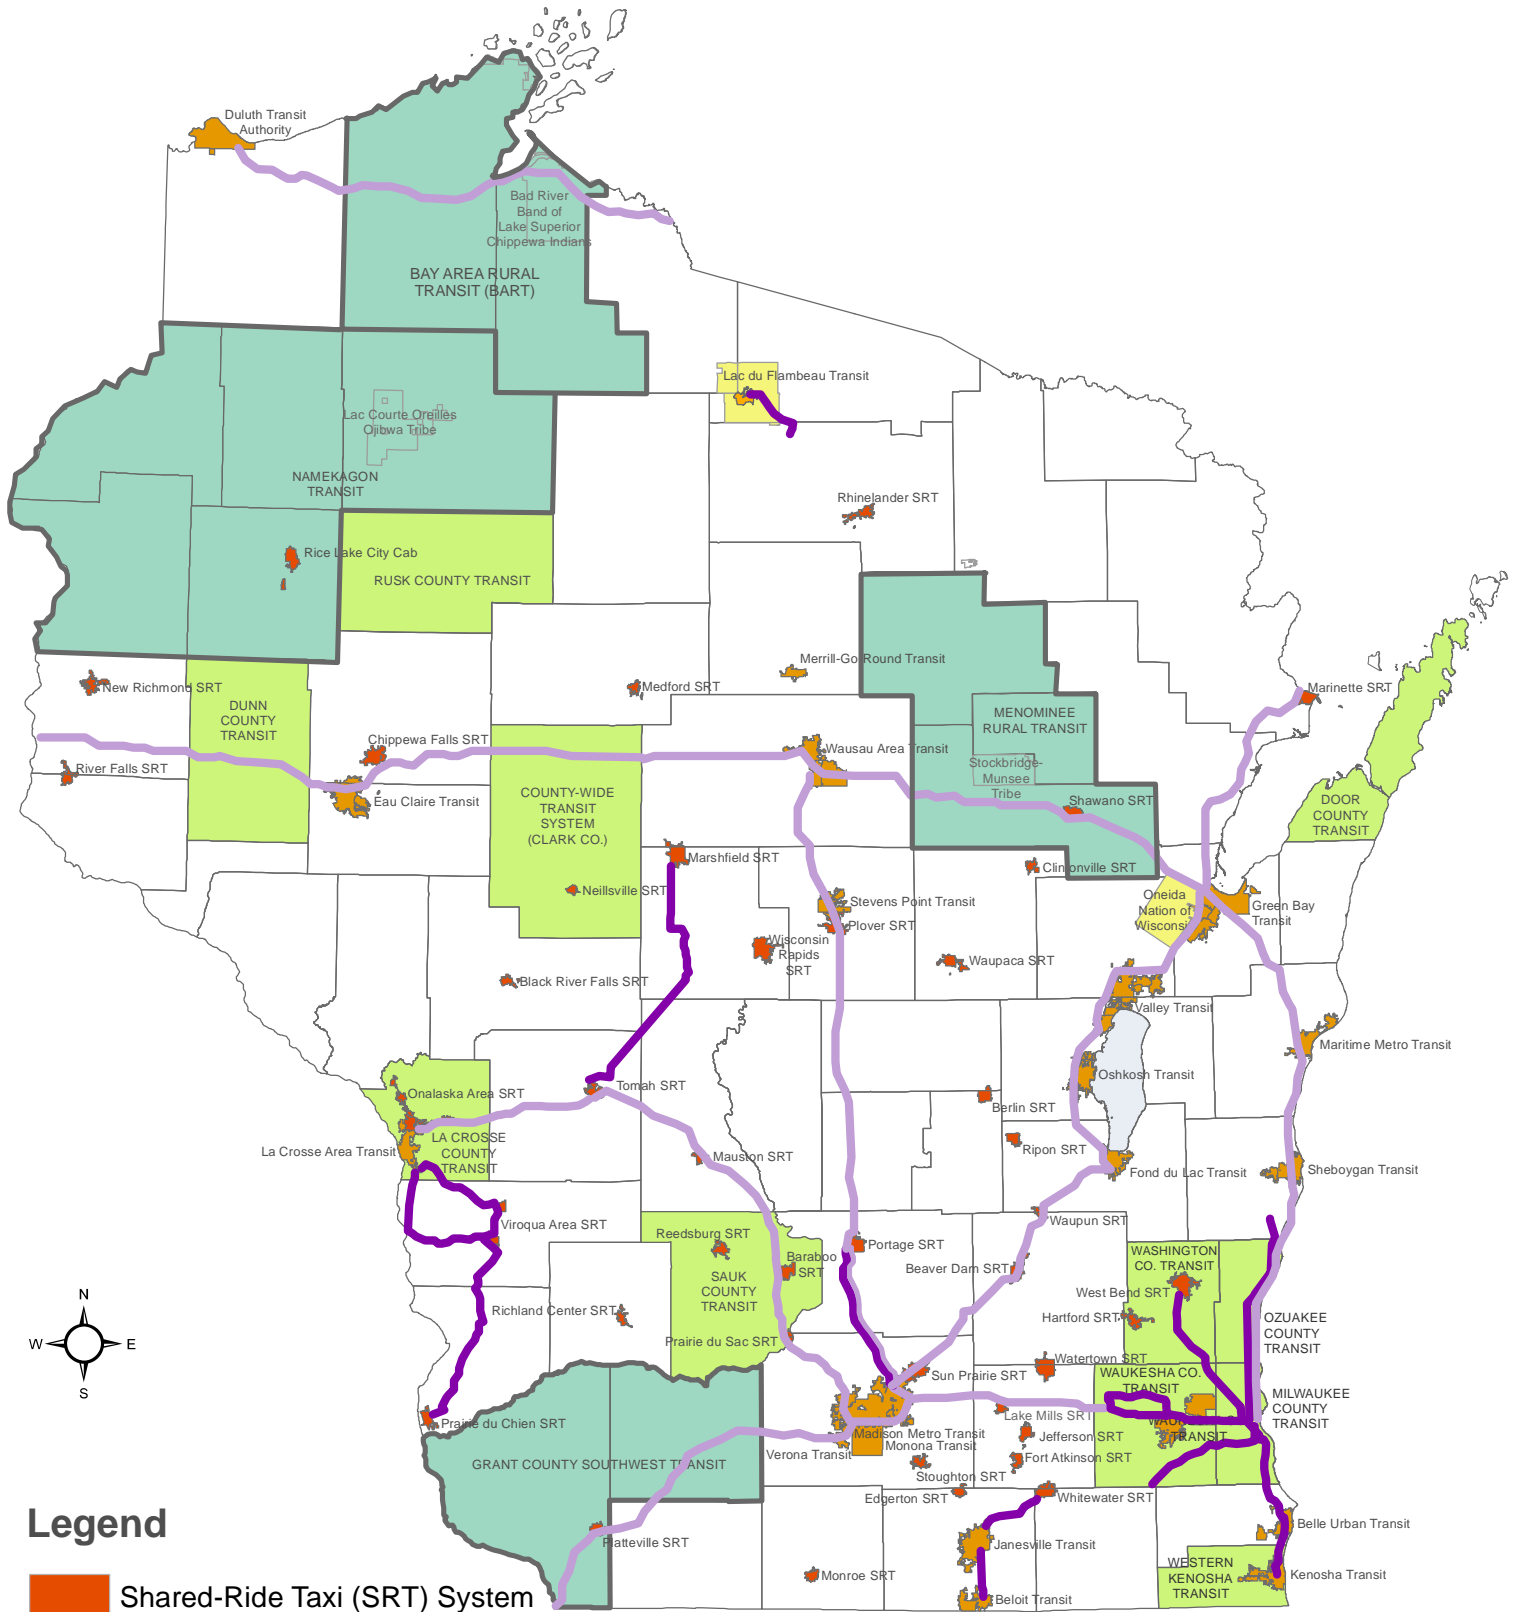 Duluth Transit
Authority
Bad River
Band of
Lake Superior
Chippewa Indians
BAY AREA RURAL
TRANSIT (BART)
Lac du Flambeau Transit
Lac Courte Oreilles
Ojibwa Tribe
NAMEKAGON
TRANSIT
Rhinelander SRT
Rice Lake City Cab
RUSK COUNTY TRANSIT
Merrill-Go-Round Transit
New Richmond SRT
Medford SRT
Marinette SRT
DUNN
COUNTY
TRANSIT
MENOMINEE
RURAL TRANSIT
Chippewa Falls SRT
Wausau Area Transit
River Falls SRT
Stockbridge-
Munsee
Tribe
Eau Claire Transit
COUNTY-WIDE
TRANSIT
SYSTEM
(CLARK CO.)
Shawano SRT
DOOR
COUNTY
TRANSIT
Marshfield SRT
Clintonville SRT
Neillsville SRT
Stevens Point Transit
Plover SRT
Oneida
Nation of
Wisconsi
Green Bay
Transit
Wisconsin
Rapids
SRT
Waupaca SRT
Black River Falls SRT
Valley Transit
Maritime Metro Transit
Oshkosh Transit
Tomah SRT
Onalaska Area SRT
Berlin SRT
LA CROSSE
COUNTY
TRANSIT
La Crosse Area Transit
Mauston SRT
Ripon SRT
Fond du Lac Transit
Sheboygan Transit
Viroqua Area SRT
Waupun SRT
Reedsburg SRT
Baraboo
SRT
Portage SRT
Beaver Dam SRT
WASHINGTON
CO. TRANSIT
SAUK
COUNTY
TRANSIT
West Bend SRT
Richland Center SRT
Hartford SRT
OZUAKEE
COUNTY
TRANSIT
Prairie du Sac SRT
Watertown SRT
Sun Prairie SRT
WAUKESHA CO.
TRANSIT
N
W
E
S
Prairie du Chien SRT
Lake Mills SRT
MILWAUKEE
COUNTY
TRANSIT
Madison Metro Transit
Jefferson SRT
TRANSIT
Monona Transit
Verona Transit
Fort Atkinson SRT
GRANT COUNTY SOUTHWEST TRANSIT
Stoughton SRT
Edgerton SRT
Whitewater SRT
Belle Urban Transit
Platteville SRT
Janesville Transit
WESTERN
KENOSHA
TRANSIT
Monroe SRT
Kenosha Transit
Beloit Transit
Legend
Shared-Ride Taxi (SRT) System